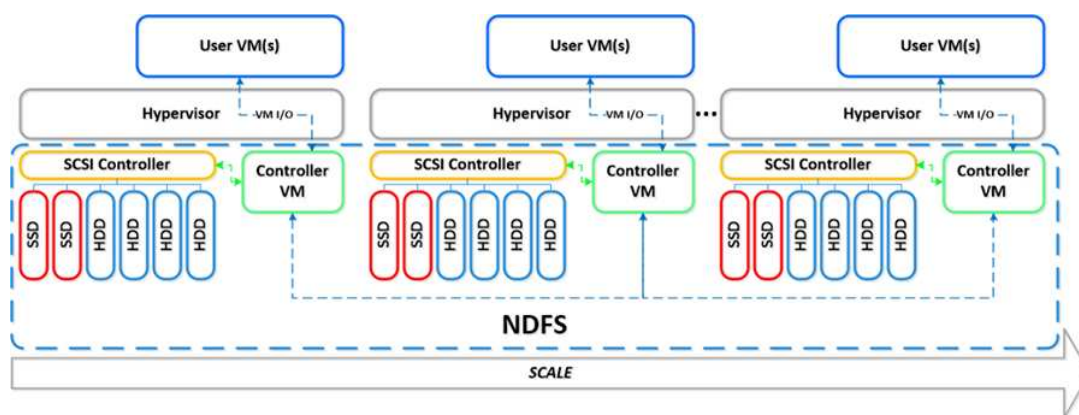 User VM(s)
User VM(s)
User VM(s)
Hypervisor
VM I/O
Hypervisor
VM I/O
...
Hypervisor
VM I/O
SCSI Controller
Controller
VM
SCSI Controller
Controller
VM
SCSI Controller
Controller
VM
SSD
SSD
HDD
HDD
HDD
HDD
SSD
SSD
HDD
HDD
HDD
HDD
SSD
SSD
HDD
HDD
HDD
HDD
NDFS
SCALE